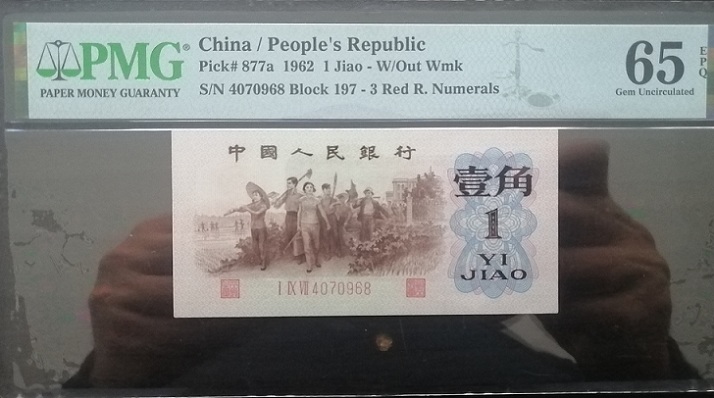 PMG®
PAPER MONEY GUARANTY
China / People's Republic
Pick# 877a 1962 1 Jiao - W/Out Wmk
S/N 4070968 Block 197 - 3 Red R. Numerals
65 EPQ
Gem Uncirculated
中國人民銀行
壹角
1
YI
JIAO
I IX VII 4070968